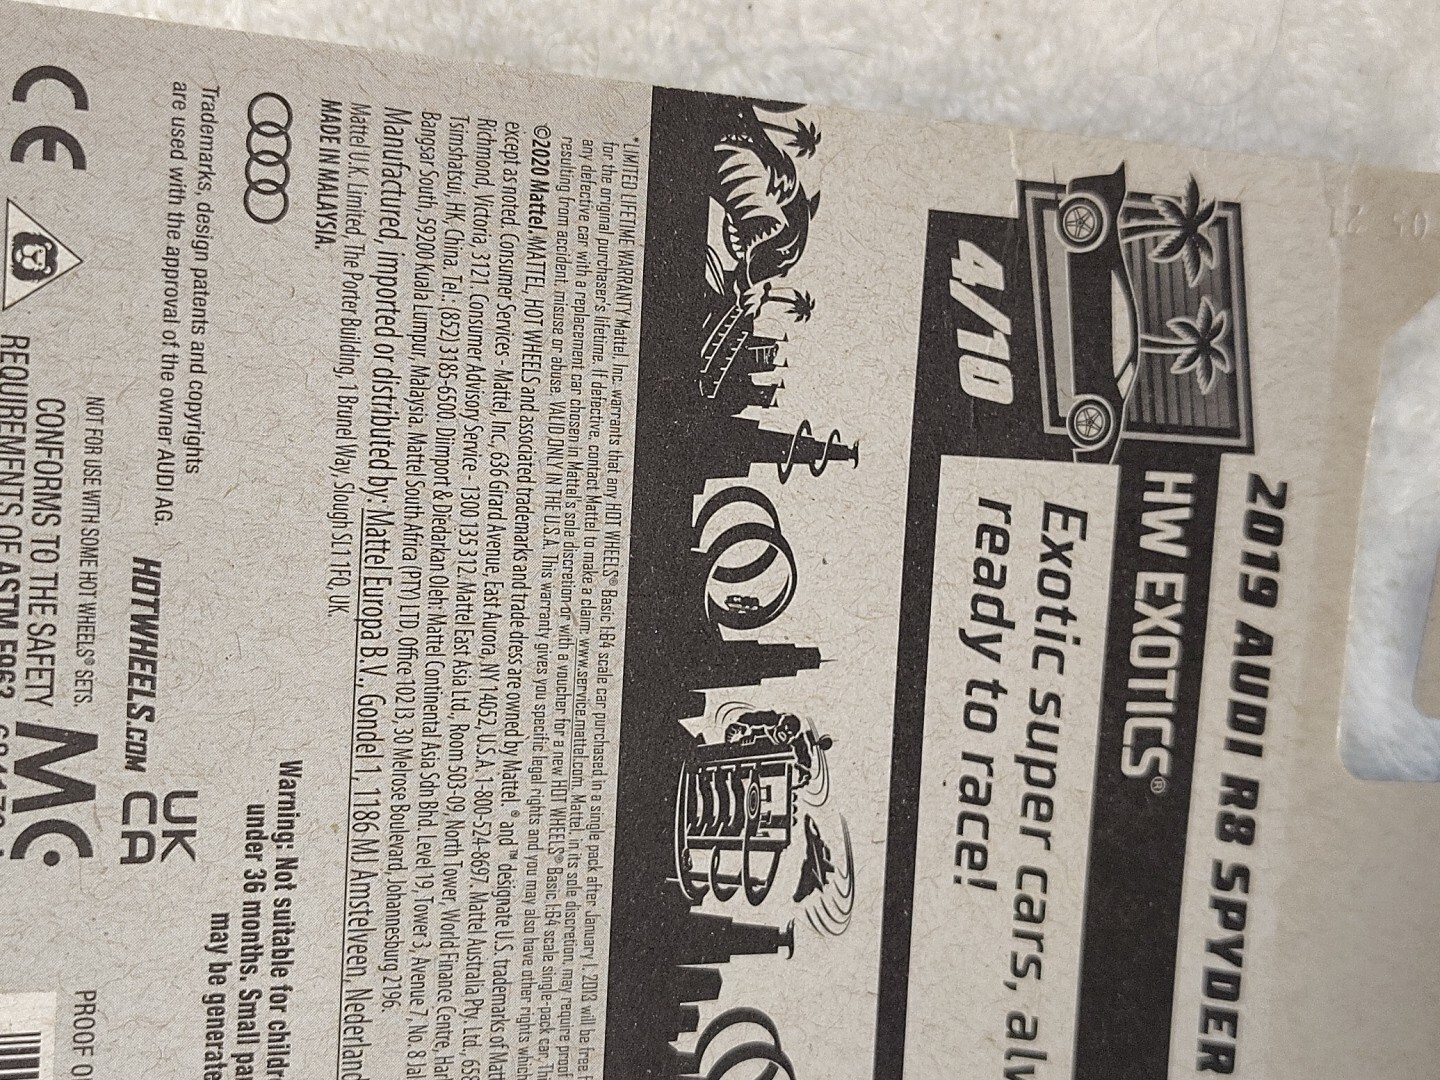 2019 AUDI R8 SPYDER
HW EXOTICS®
4/10
Exotic super cars, alw
ready to race!
*LIMITED LIFETIME WARRANTY Mattel, Inc. warrants that any HOT WHEELS® Basic 1:64 scale car purchased in a single pack after January 1, 2013 will be free
for the original purchaser's lifetime. If defective, contact Mattel to make a claim: www.service.mattel.com. Mattel, in its sole discretion, may require proof
any defective car with a replacement car chosen in Mattel's sole discretion or with a voucher for a new HOT WHEELS® Basic 1:64 scale single-pack car. Thi
resulting from accident, misuse or abuse. VALID ONLY IN THE U.S.A. This warranty gives you specific legal rights and you may also have other rights which
©2020 Mattel. MATTEL, HOT WHEELS and associated trademarks and trade dress are owned by Mattel. ® and ™ designate U.S. trademarks of Matt
except as noted. Consumer Services - Mattel, Inc., 636 Girard Avenue, East Aurora, NY 14052, U.S.A. 1-800-524-8697. Mattel Australia Pty. Ltd., 658
Richmond, Victoria, 3121. Consumer Advisory Service - 1300 135 312. Mattel East Asia Ltd., Room 503-09, North Tower, World Finance Centre, Har
Tsimshatsui, HK, China. Tel.: (852) 3185-6500. Diimport & Diedarkan Oleh: Mattel Continental Asia Sdn Bhd. Level 19, Tower 3, Avenue 7, No. 8 Jal
Bangsar South, 59200 Kuala Lumpur, Malaysia. Mattel South Africa (PTY) LTD, Office 102 I3, 30 Melrose Boulevard, Johannesburg 2196.
Manufactured, imported or distributed by: Mattel Europa B.V., Gondel 1, 1186 MJ Amstelveen, Nederland
Mattel U.K. Limited, The Porter Building, 1 Brunel Way, Slough SL1 1FQ, UK.
MADE IN MALAYSIA.
Trademarks, design patents and copyrights
are used with the approval of the owner AUDI AG.
Warning: Not suitable for childre
under 36 months. Small pa
may be generate
HOTWHEELS.COM
UK
CA
NOT FOR USE WITH SOME HOT WHEELS® SETS.
CONFORMS TO THE SAFETY
REQUIREMENTS OF ASTM F963
CE
MC
PROOF O
05 21